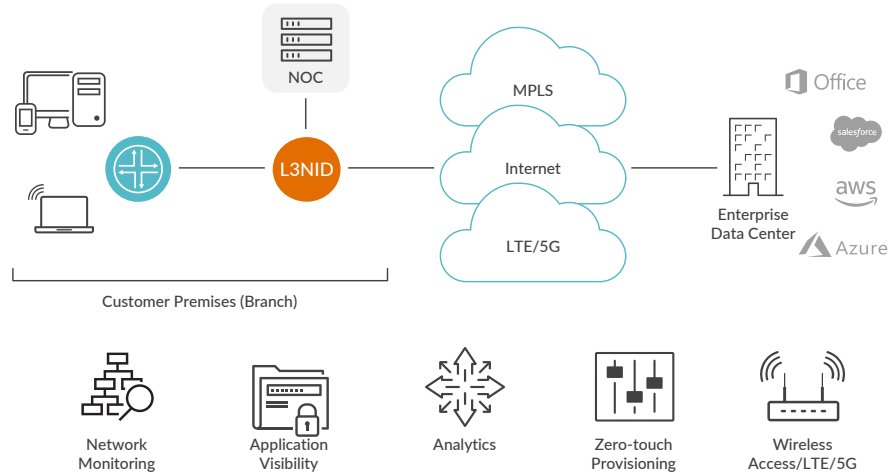 NOC
MPLS
Office
L3NID
Internet
salesforce
aws
Enterprise
Data Center
LTE/5G
Azure
Customer Premises (Branch)
Network
Monitoring
Application
Visibility
Analytics
Zero-touch
Provisioning
Wireless
Access/LTE/5G